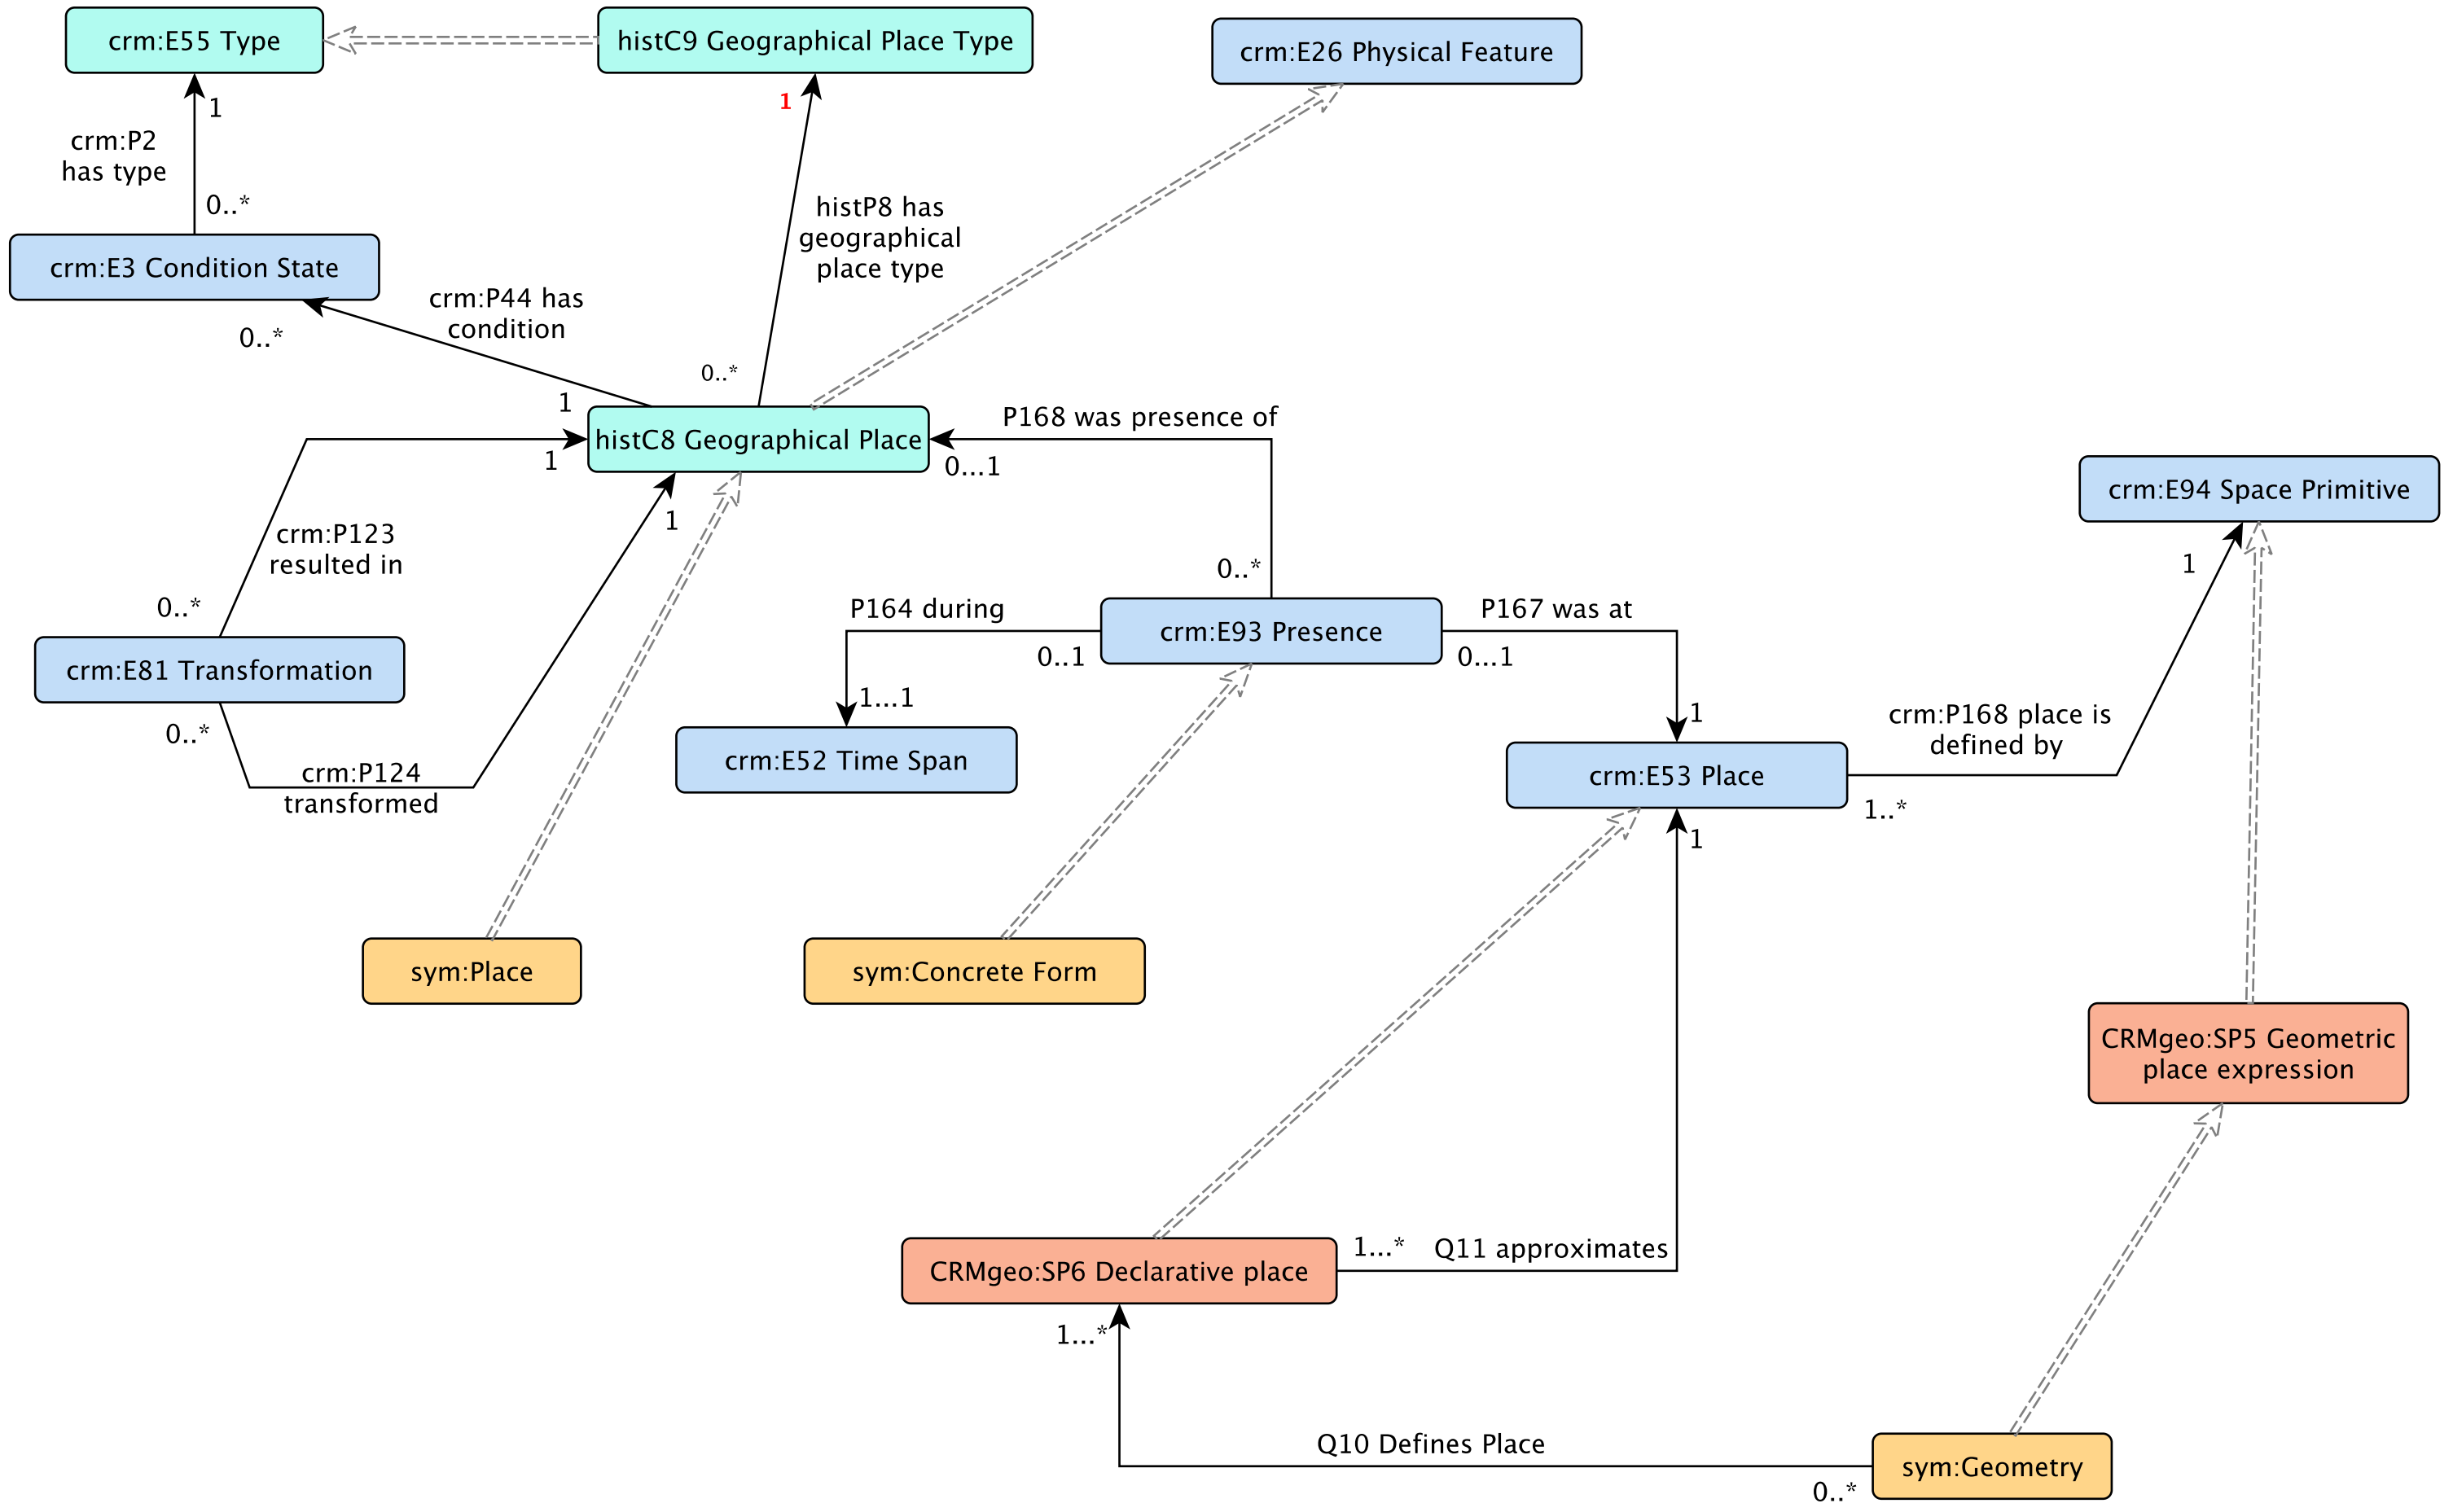 crm:E55 Type
histC9 Geographical Place Type
crm:E26 Physical Feature
1
1
crm:P2
has type
histP8 has
geographical
place type
0..*
crm:E3 Condition State
crm:P44 has
condition
0..*
0..*
1
P168 was presence of
histC8 Geographical Place
1
0...1
crm:E94 Space Primitive
1
crm:P123
resulted in
1
0..*
0..*
P164 during
crm:E93 Presence
P167 was at
crm:E81 Transformation
0..1
0...1
1...1
0..*
1
crm:P168 place is
defined by
crm:P124
transformed
crm:E52 Time Span
crm:E53 Place
1..*
1
sym:Place
sym:Concrete Form
CRMgeo:SP5 Geometric
place expression
1...*
Q11 approximates
CRMgeo:SP6 Declarative place
1...*
Q10 Defines Place
sym:Geometry
0..*